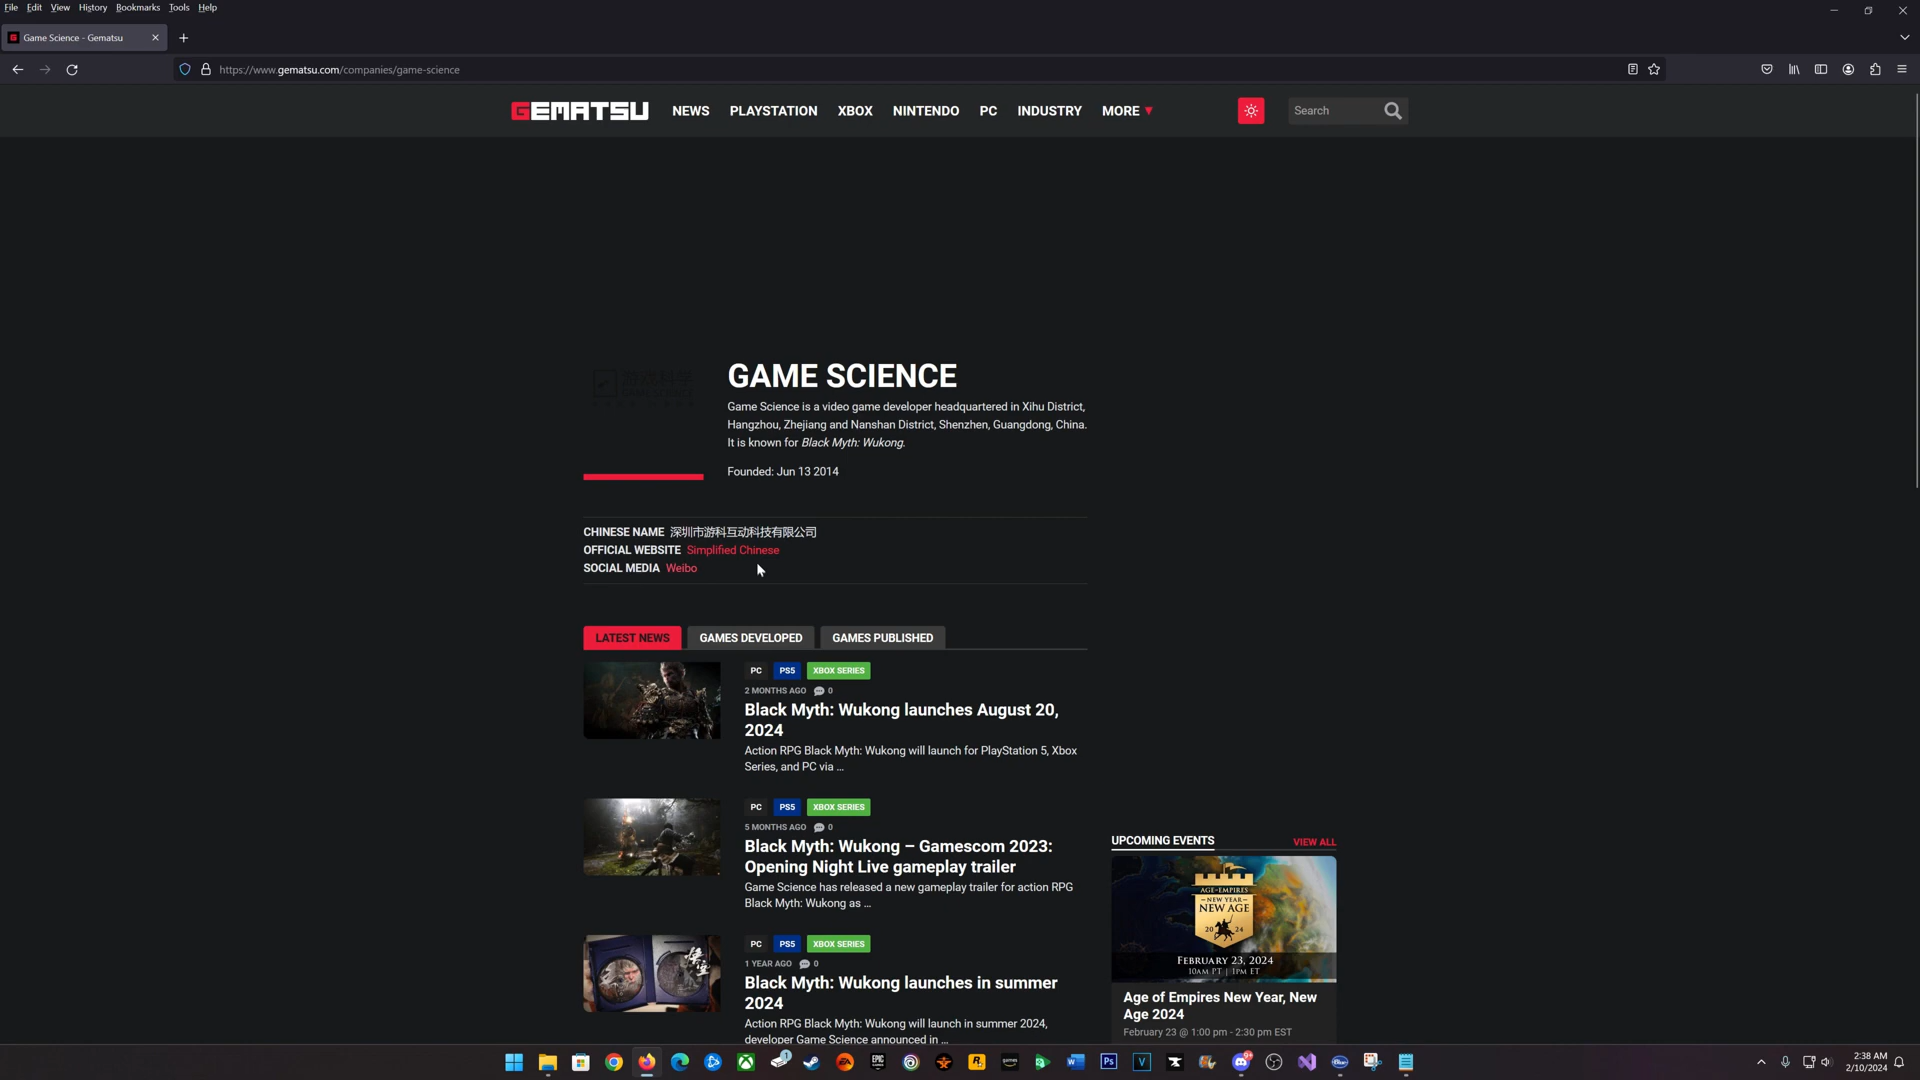 File Edit View History Bookmarks Tools Help
Game Science - Gematsu
https://www.gematsu.com/companies/game-science
GEMATSU NEWS PLAYSTATION XBOX NINTENDO PC INDUSTRY MORE Search
游戏科学
GAME SCIENCE
GAME SCIENCE
Game Science is a video game developer headquartered in Xihu District,
Hangzhou, Zhejiang and Nanshan District, Shenzhen, Guangdong, China.
It is known for Black Myth: Wukong.
Founded: Jun 13 2014
CHINESE NAME 深圳市游科互动科技有限公司
OFFICIAL WEBSITE Simplified Chinese
SOCIAL MEDIA Weibo
LATEST NEWS GAMES DEVELOPED GAMES PUBLISHED
PC PS5 XBOX SERIES
2 MONTHS AGO 0
Black Myth: Wukong launches August 20,
2024
Action RPG Black Myth: Wukong will launch for PlayStation 5, Xbox
Series, and PC via ...
PC PS5 XBOX SERIES
5 MONTHS AGO 0
Black Myth: Wukong – Gamescom 2023:
Opening Night Live gameplay trailer
Game Science has released a new gameplay trailer for action RPG
Black Myth: Wukong as ...
PC PS5 XBOX SERIES
1 YEAR AGO 0
Black Myth: Wukong launches in summer
2024
Action RPG Black Myth: Wukong will launch in summer 2024,
developer Game Science announced in ...
UPCOMING EVENTS VIEW ALL
AGE EMPIRES
NEW YEAR
NEW AGE
20 24
FEBRUARY 23, 2024
10AM PT | 1PM ET
Age of Empires New Year, New
Age 2024
February 23 @ 1:00 pm - 2:30 pm EST
2:38 AM
2/10/2024